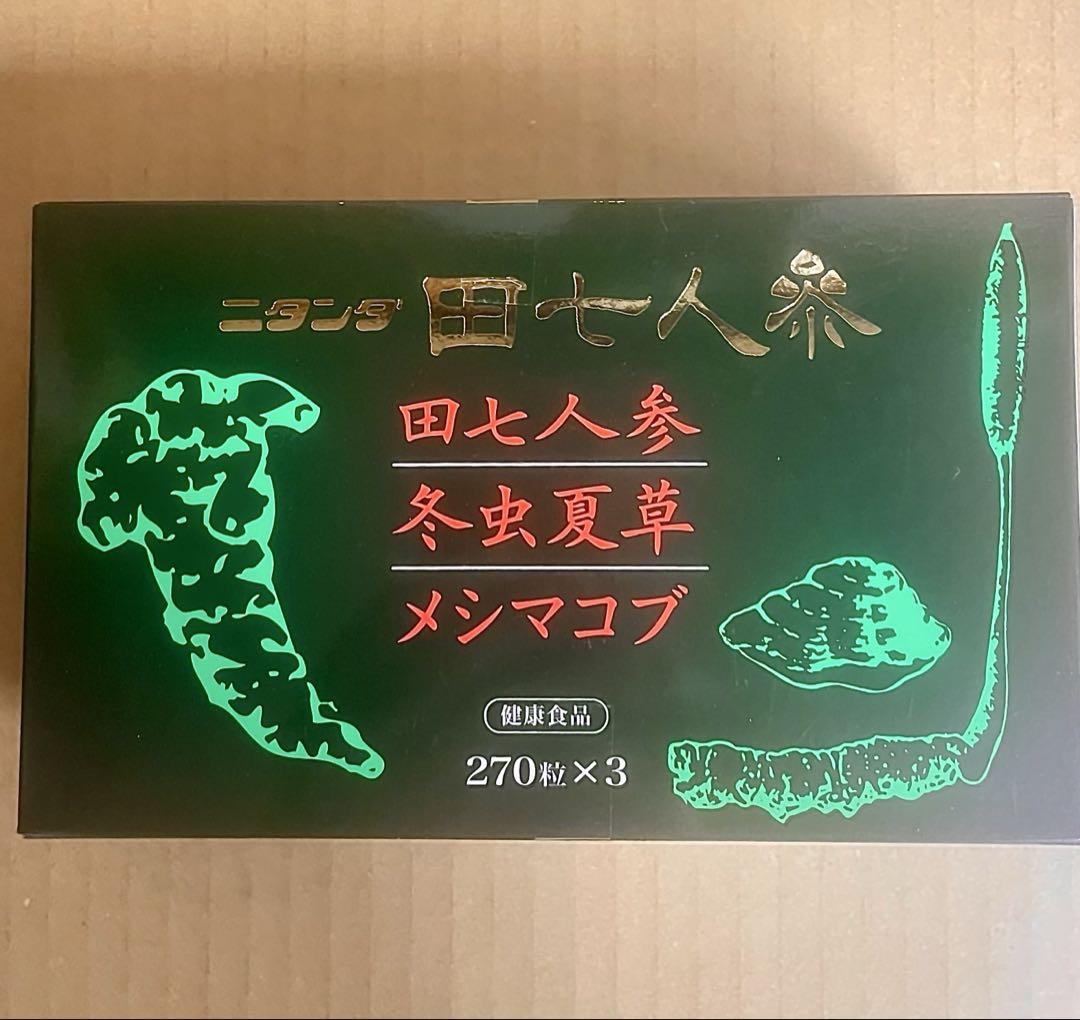 ニタンダ 田七人参
田七人参
冬虫夏草
メシマコブ
健康食品
270粒×3